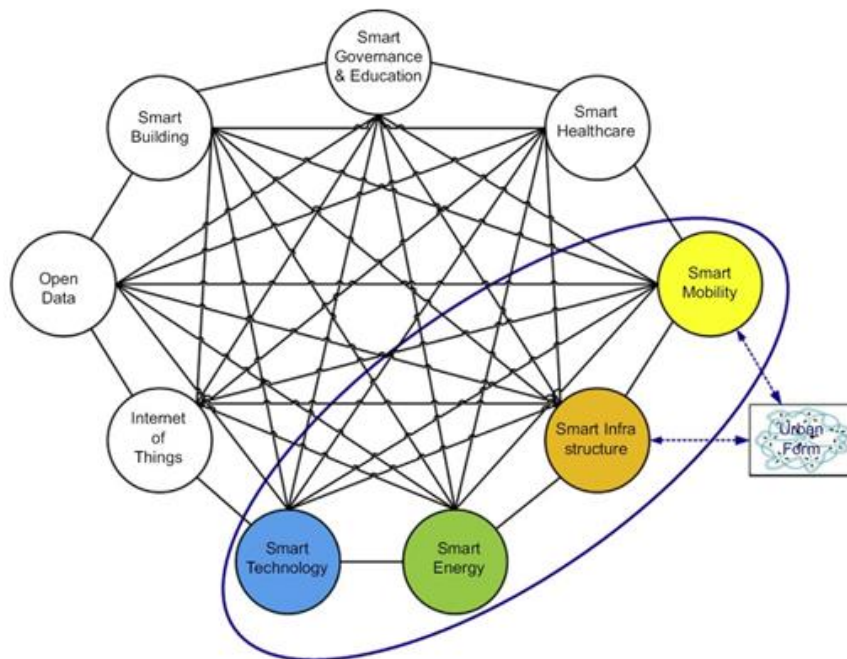 Smart
Governance
& Education
Smart
Building
Smart
Healthcare
Open
Data
Smart
Mobility
Internet
of
Things
Smart Infra
structure
Urban
Form
Smart
Technology
Smart
Energy